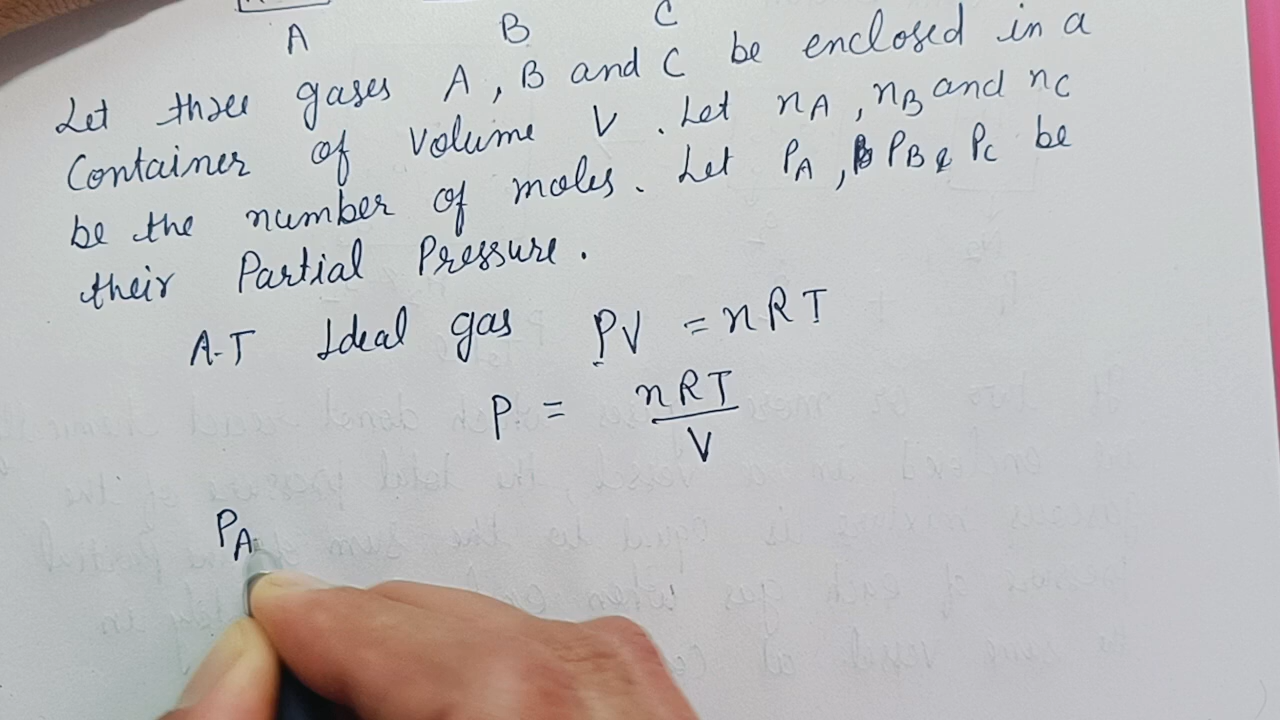 A B C
Let three gases A, B and C be enclosed in a
Container of Volume V. Let nA, nB and nC
be the number of moles. Let PA, PB & PC be
their Partial Pressure.
A.T Ideal gas PV = nRT
P = nRT / V
PA